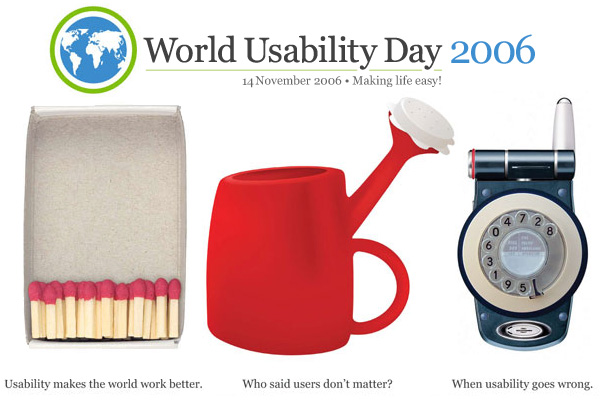 World Usability Day 2006
14 November 2006 • Making life easy!
Usability makes the world work better.
Who said users don't matter?
When usability goes wrong.